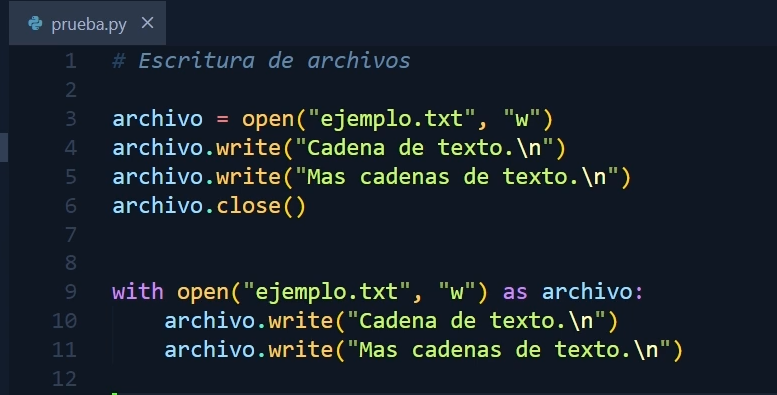 prueba.py ×
1 # Escritura de archivos
2
3 archivo = open("ejemplo.txt", "w")
4 archivo.write("Cadena de texto.\n")
5 archivo.write("Mas cadenas de texto.\n")
6 archivo.close()
7
8
9 with open("ejemplo.txt", "w") as archivo:
10     archivo.write("Cadena de texto.\n")
11     archivo.write("Mas cadenas de texto.\n")
12